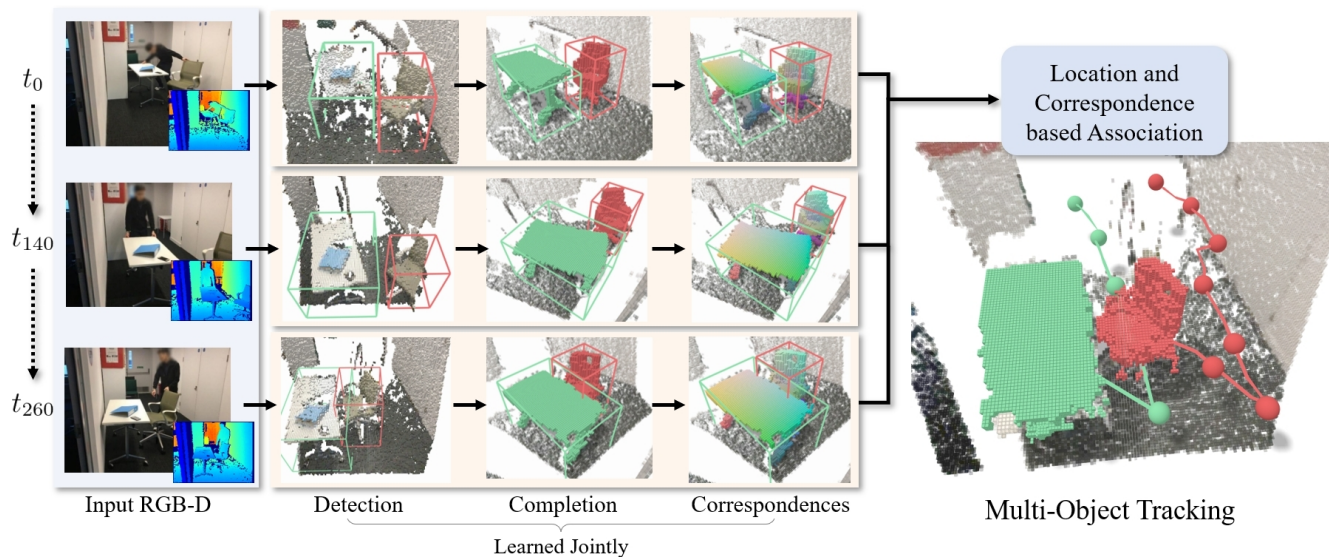 t0
t140
t260
Location and
Correspondence
based Association
Input RGB-D
Detection
Completion
Correspondences
Learned Jointly
Multi-Object Tracking